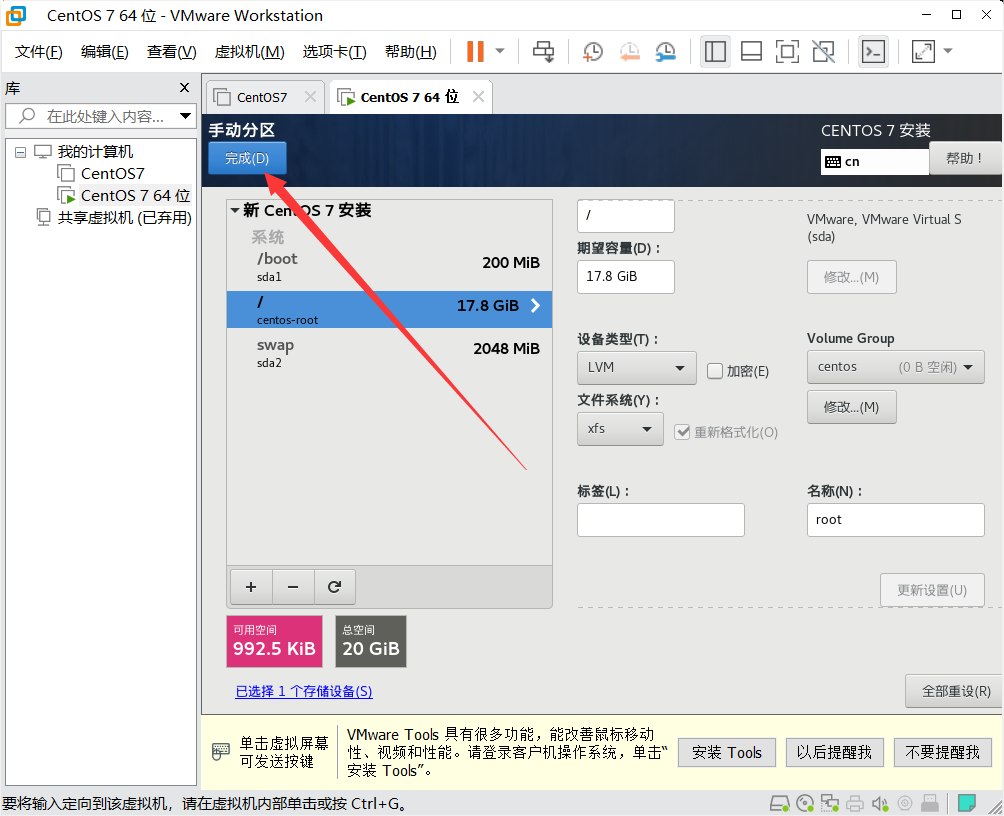 CentOS 7 64 位 - VMware Workstation
文件(F) 编辑(E) 查看(V) 虚拟机(M) 选项卡(T) 帮助(H)
库
在此处键入内容...
我的计算机
CentOS7
CentOS 7 64 位
共享虚拟机 (已弃用)
CentOS7
CentOS 7 64 位
手动分区
完成(D)
CENTOS 7 安装
cn
帮助！
新 CentOS 7 安装
系统
/boot
200 MiB
sda1
/
17.8 GiB
centos-root
swap
2048 MiB
sda2
+ −
可用空间
992.5 KiB
总空间
20 GiB
已选择 1 个存储设备(S)
/
期望容量(D)：
17.8 GiB
VMware, VMware Virtual S
(sda)
修改...(M)
设备类型(T)：
LVM
加密(E)
文件系统(Y)：
xfs
重新格式化(O)
Volume Group
centos (0 B 空闲)
修改...(M)
标签(L)：
名称(N)：
root
更新设置(U)
全部重设(R)
单击虚拟屏幕
可发送按键
VMware Tools 具有很多功能，能改善鼠标移动
性、视频和性能。请登录客户机操作系统，单击“
安装 Tools”。
安装 Tools
以后提醒我
不要提醒我
要将输入定向到该虚拟机，请在虚拟机内部单击或按 Ctrl+G。